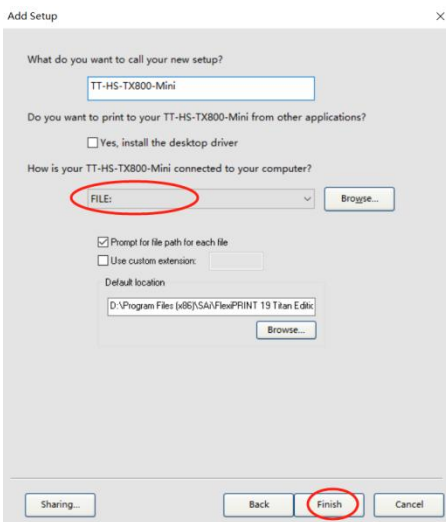 Add Setup
What do you want to call your new setup?
TT-HS-TX800-Mini
Do you want to print to your TT-HS-TX800-Mini from other applications?
Yes, install the desktop driver
How is your TT-HS-TX800-Mini connected to your computer?
FILE:
Browse...
Prompt for file path for each file
Use custom extension:
Default location
D:\Program Files (x86)\SAi\FlexiPRINT 19 Titan Editic
Browse...
Sharing... Back Finish Cancel